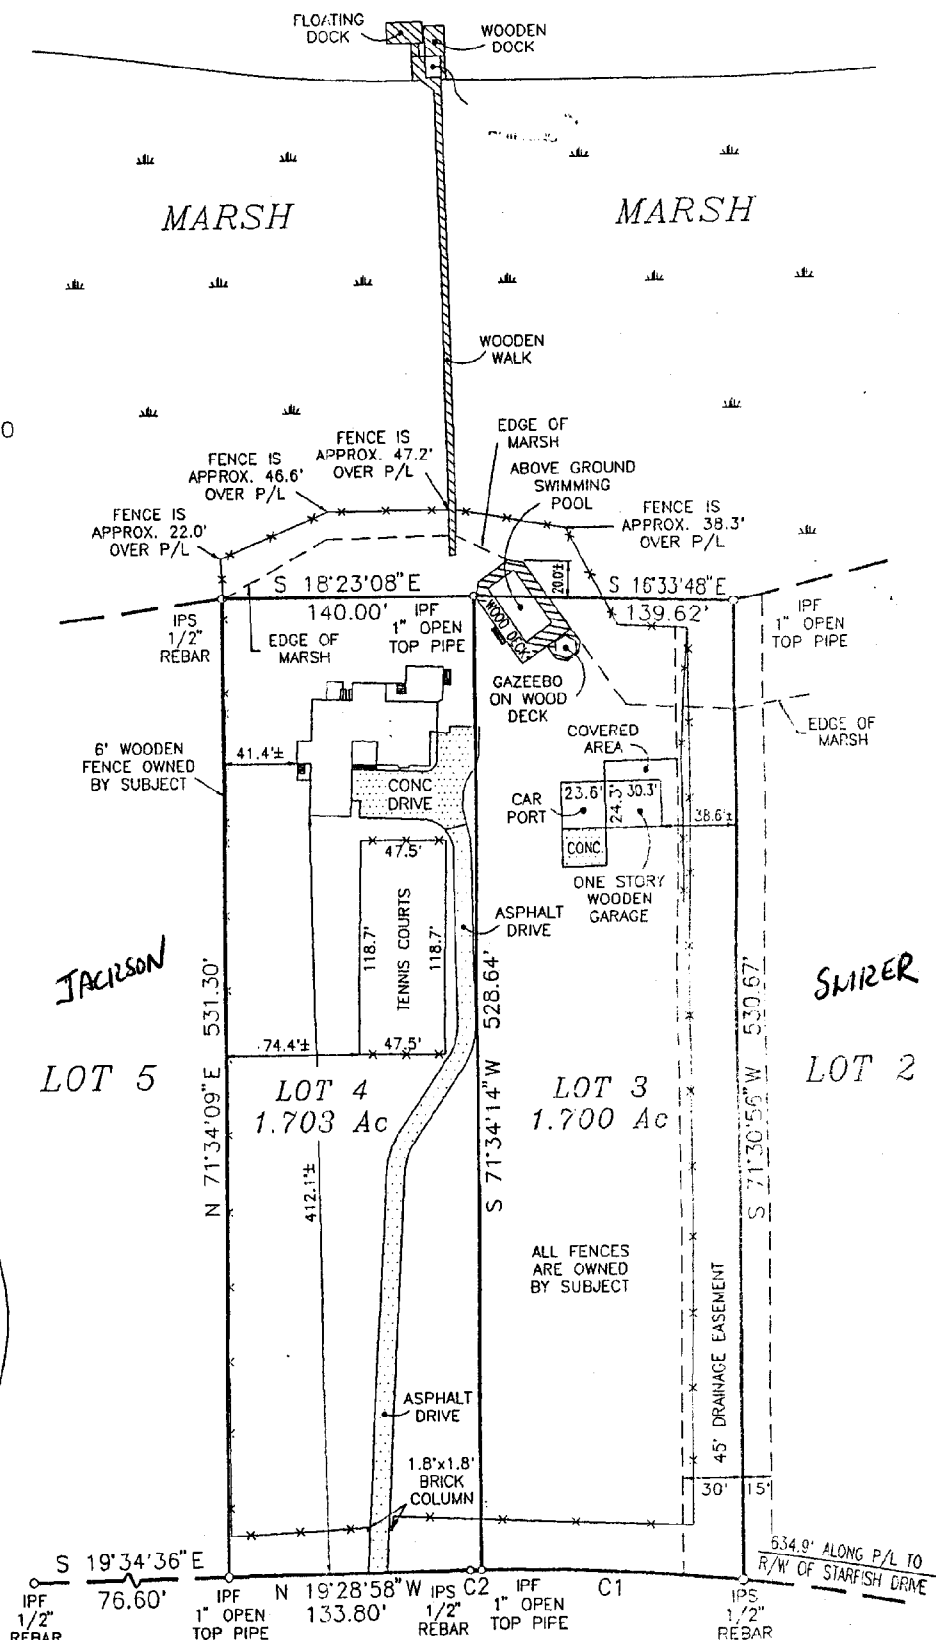 FLOATING
DOCK
WOODEN
DOCK
MARSH
MARSH
WOODEN
WALK
EDGE OF
MARSH
FENCE IS
APPROX. 47.2'
OVER P/L
FENCE IS
APPROX. 46.6'
OVER P/L
ABOVE GROUND
SWIMMING
POOL
FENCE IS
APPROX. 22.0'
OVER P/L
FENCE IS
APPROX. 38.3'
OVER P/L
S 18°23'08"E
140.00'
20.0'±
S 16°33'48"E
139.62'
IPS
1/2"
REBAR
EDGE OF
MARSH
IPF
1" OPEN
TOP PIPE
WOOD DECK
IPF
1" OPEN
TOP PIPE
GAZEEBO
ON WOOD
DECK
EDGE OF
MARSH
6' WOODEN
FENCE OWNED
BY SUBJECT
41.4'±
CONC
DRIVE
COVERED
AREA
CAR
PORT
23.6'
24.3'
30.3'
38.6'±
CONC
ONE STORY
WOODEN
GARAGE
47.5'
118.7'
TENNIS COURTS
118.7'
47.5'
ASPHALT
DRIVE
JACKSON
LOT 5
N 71°34'09"E 531.30'
74.4'±
LOT 4
1.703 Ac
412.1'±
S 71°34'14"W 528.64'
LOT 3
1.700 Ac
S 71°30'56"W 530.67'
LOT 2
ALL FENCES
ARE OWNED
BY SUBJECT
45' DRAINAGE EASEMENT
ASPHALT
DRIVE
1.8'x1.8'
BRICK
COLUMN
30'
15'
634.9' ALONG P/L TO
R/W OF STARFISH DRIVE
S 19°34'36"E
76.60'
IPF
1/2"
REBAR
IPF
1" OPEN
TOP PIPE
N 19°28'58"W
133.80'
IPS
1/2"
REBAR
C2
IPF
1" OPEN
TOP PIPE
C1
IPS
1/2"
REBAR